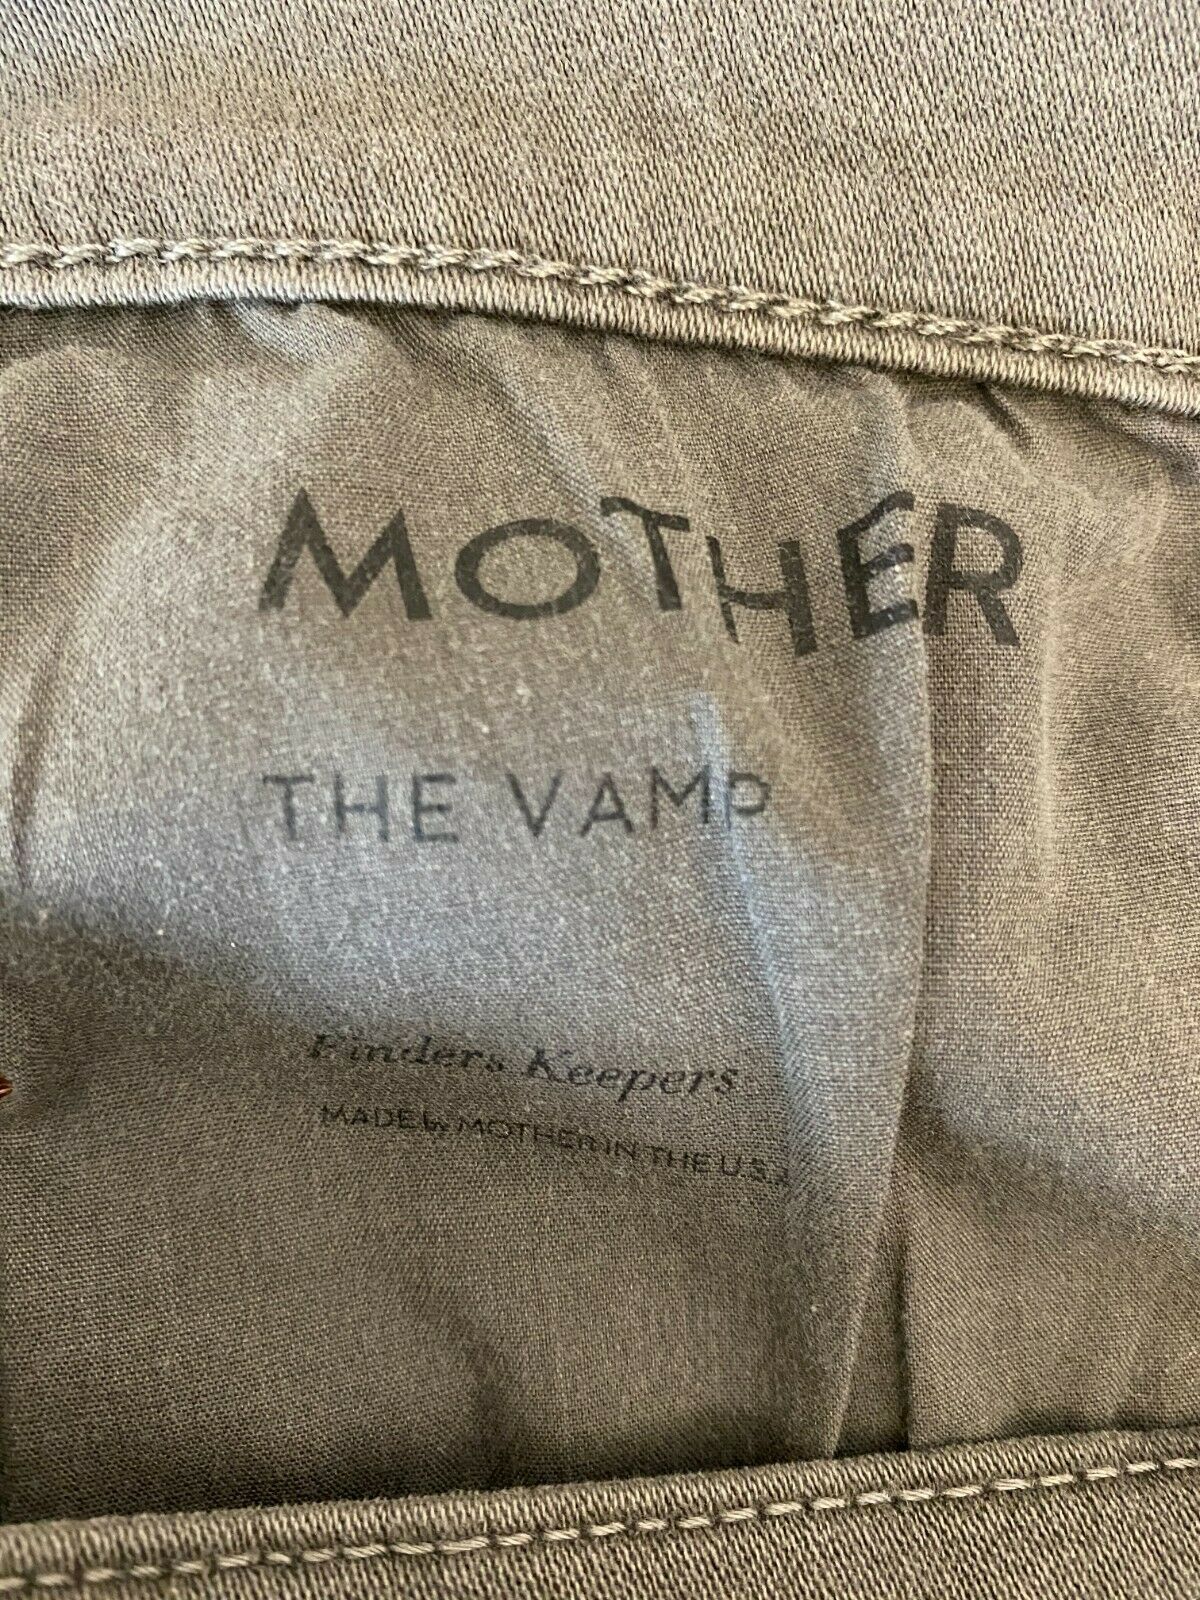 MOTHER
THE VAMP
Finders Keepers
MADE by MOTHER IN THE U.S.